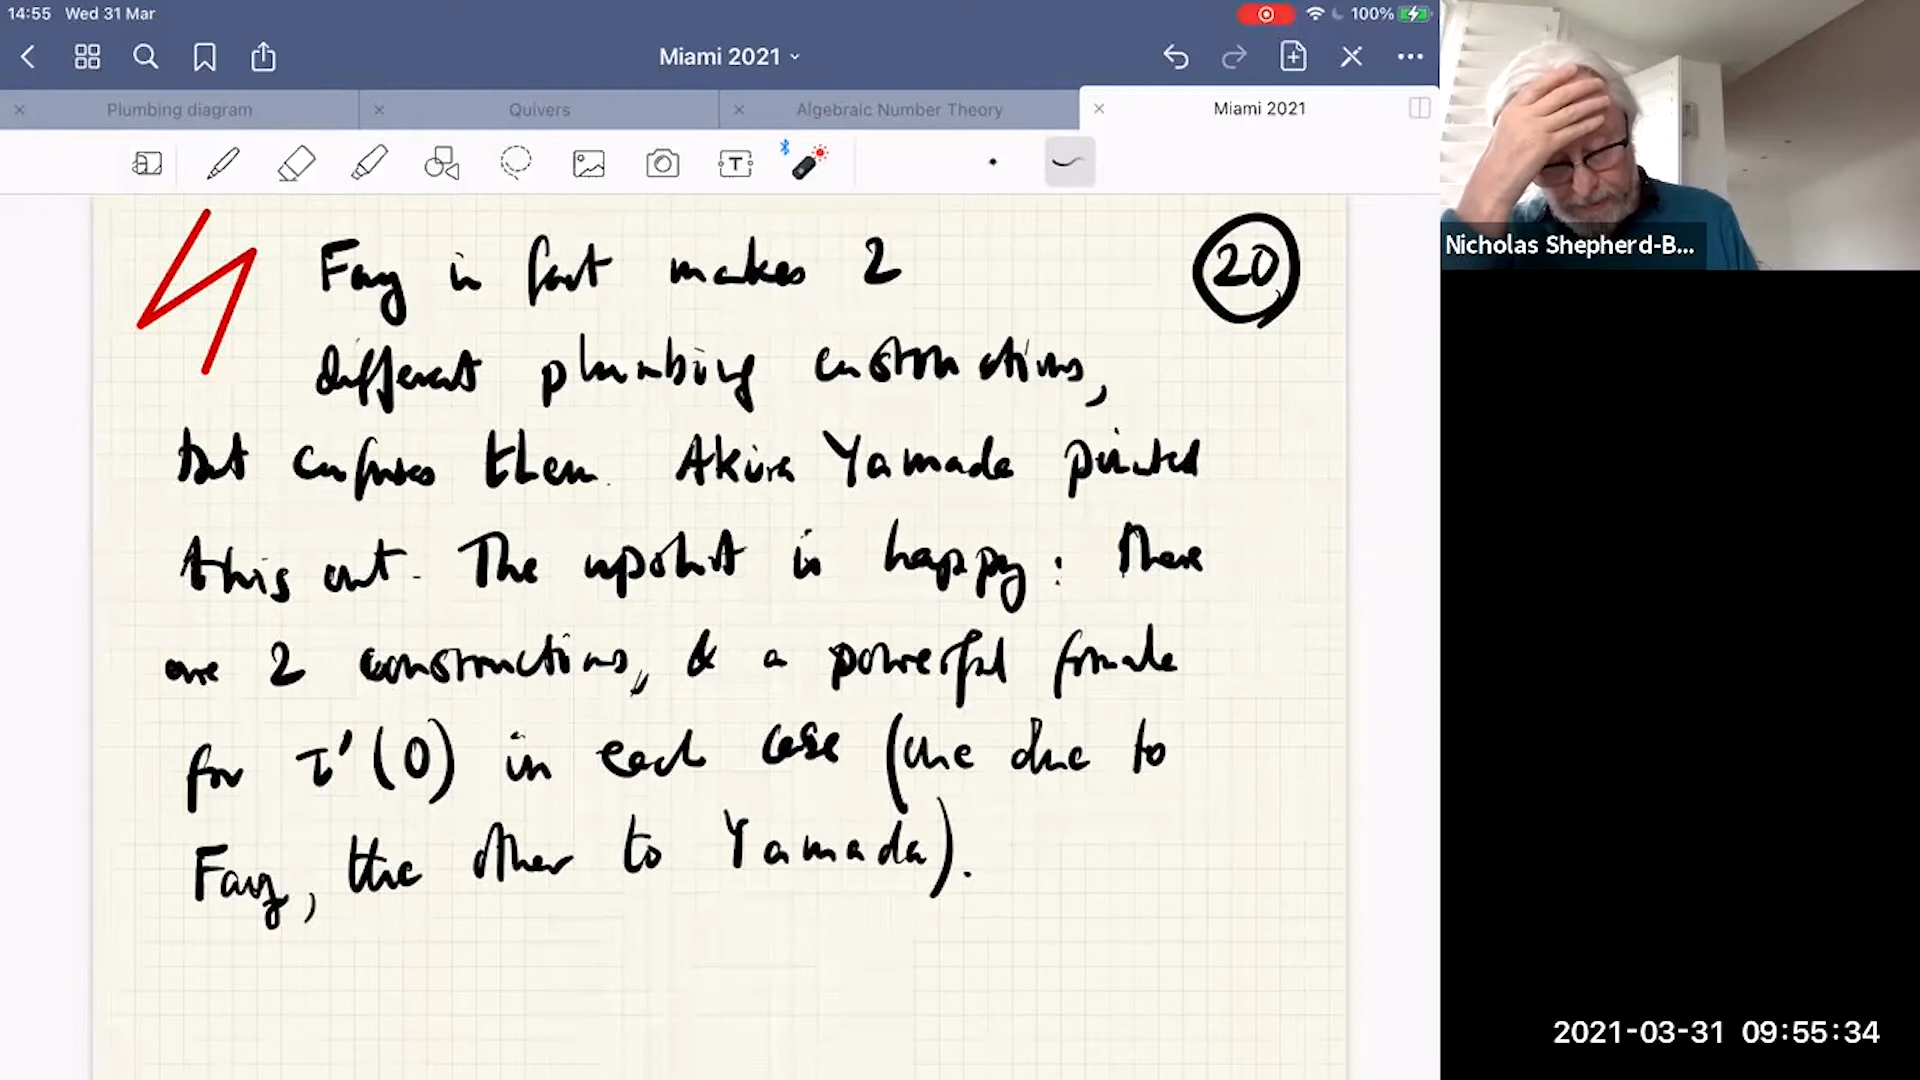 14:55 Wed 31 Mar
100%
Miami 2021
Plumbing diagram
Quivers
Algebraic Number Theory
Miami 2021
T
Nicholas Shepherd-B...
Fay in fact makes 2
20
different plumbing constructions,
but confuses them. Akira Yamada pointed
this out. The upshot is happy: there
are 2 constructions, & a powerful formula
for τ'(0) in each case (one due to
Fay, the other to Yamada).
2021-03-31 09:55:34